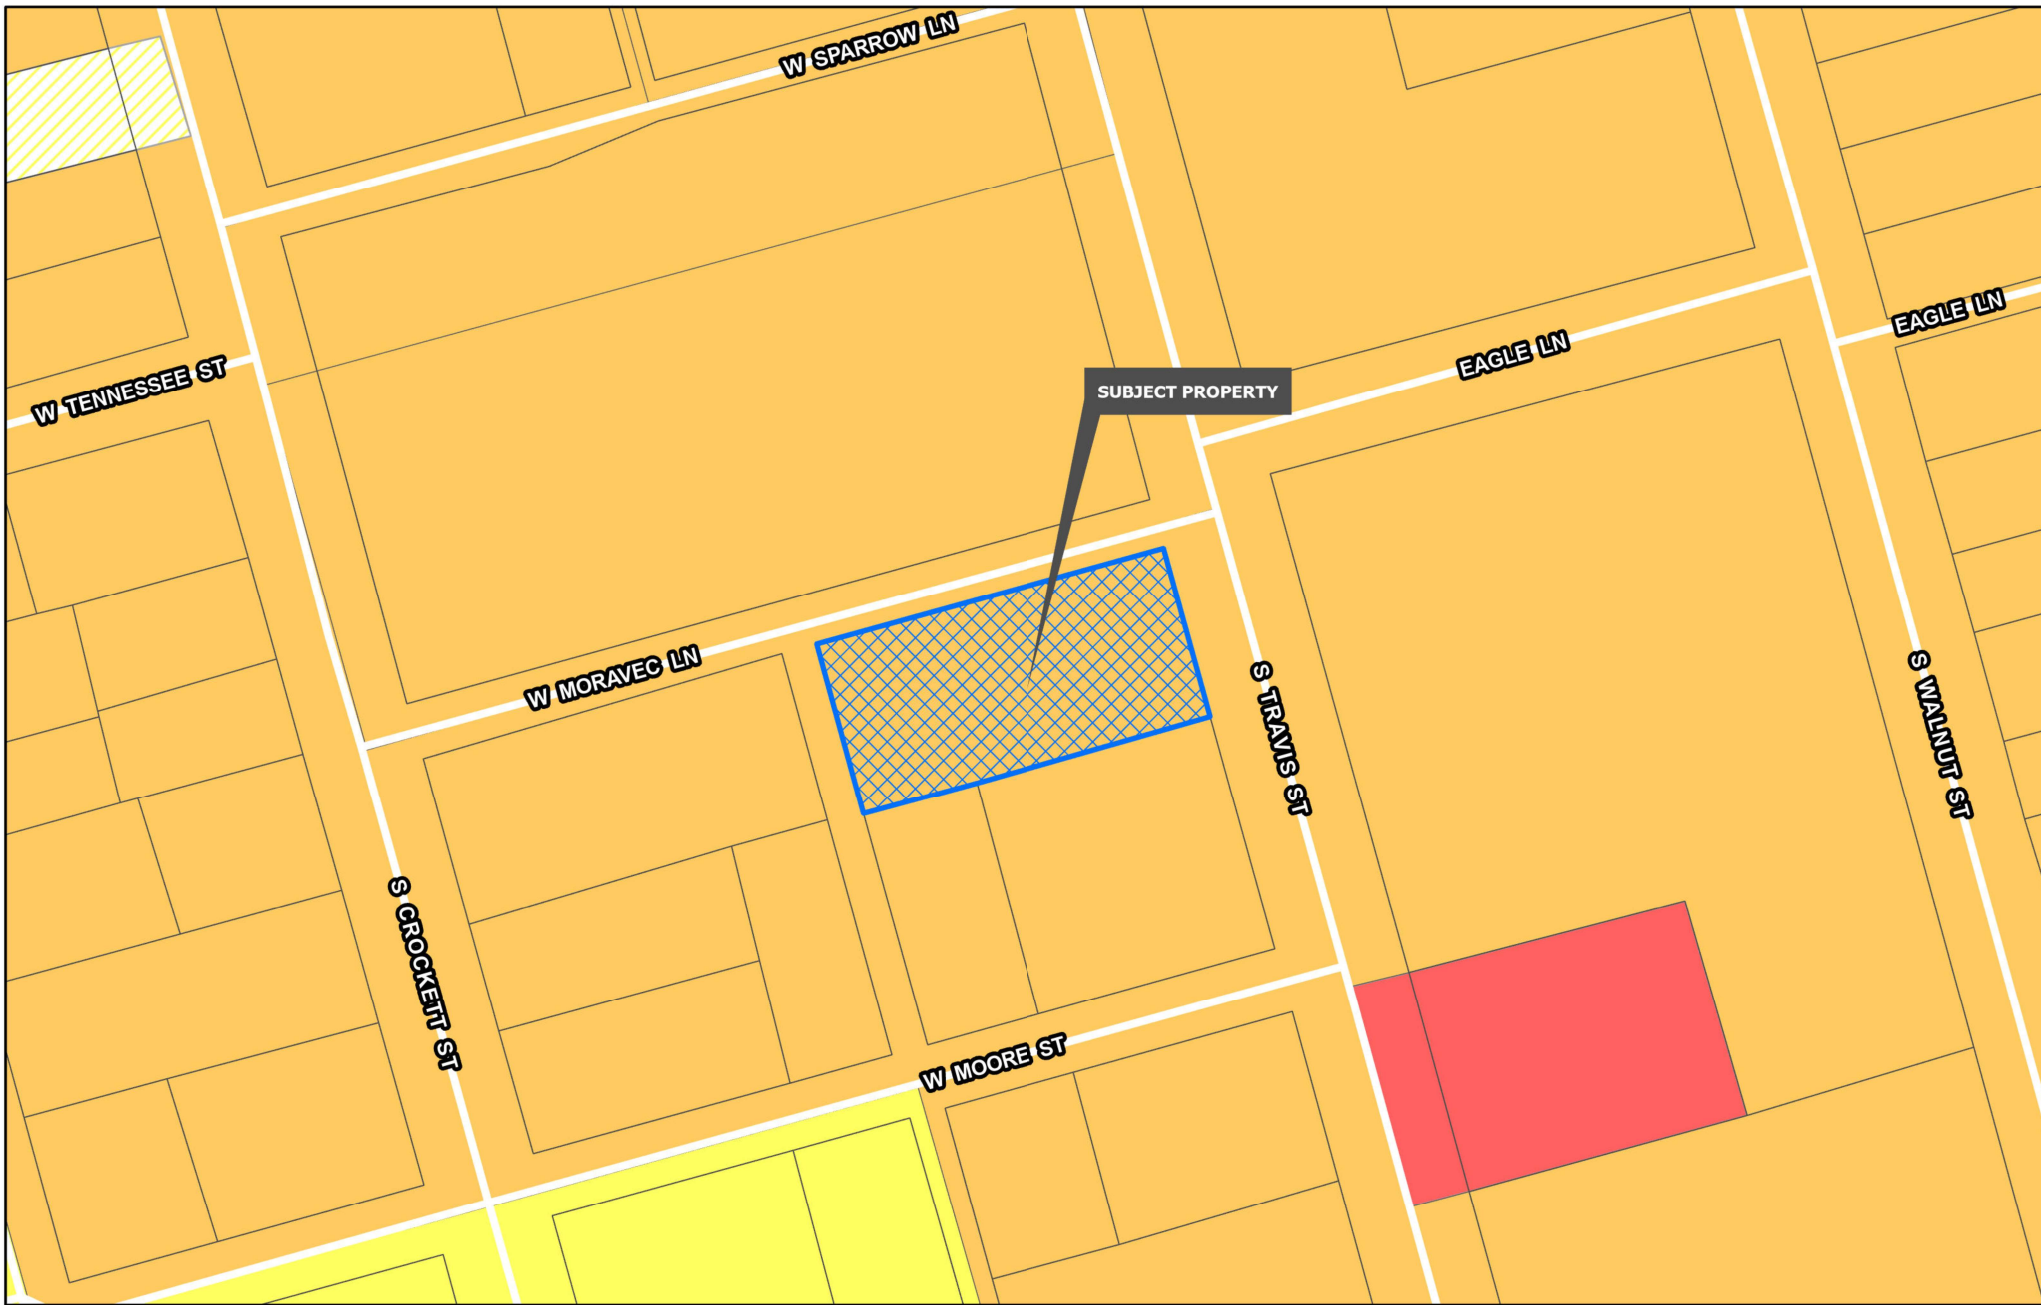 W SPARROW LN
EAGLE LN
EAGLE LN
W TENNESSEE ST
SUBJECT PROPERTY
W MORAVEC LN
S TRAVIS ST
S WALNUT ST
S CROCKETT ST
W MOORE ST